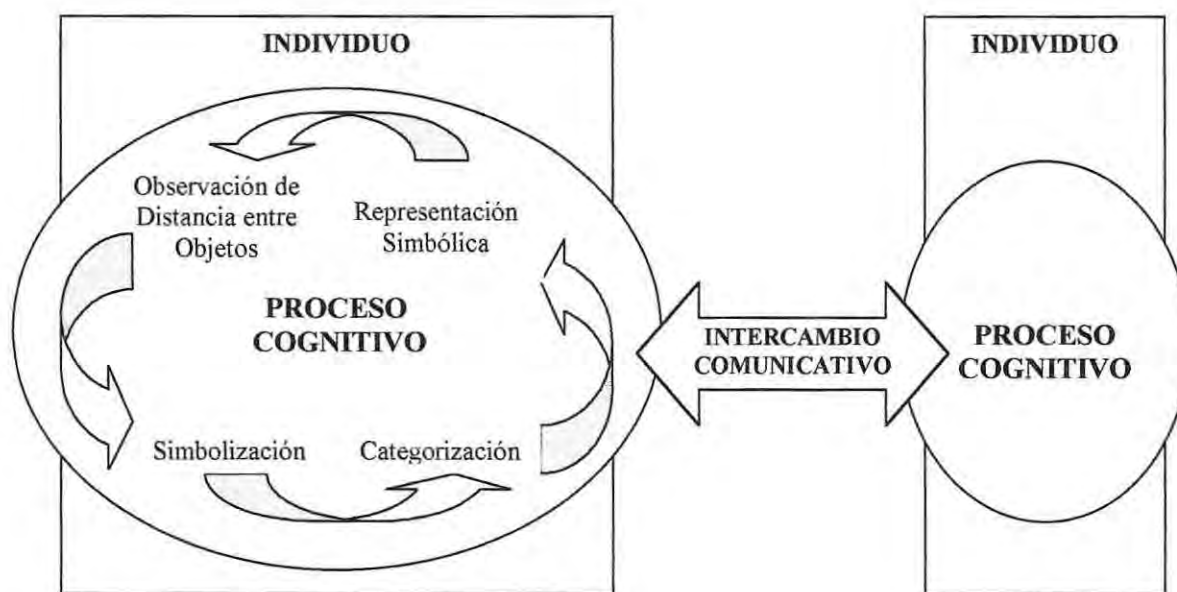 INDIVIDUO
Observación de
Distancia entre
Objetos
Representación
Simbólica
PROCESO
COGNITIVO
Simbolización
Categorización
INTERCAMBIO
COMUNICATIVO
INDIVIDUO
PROCESO
COGNITIVO